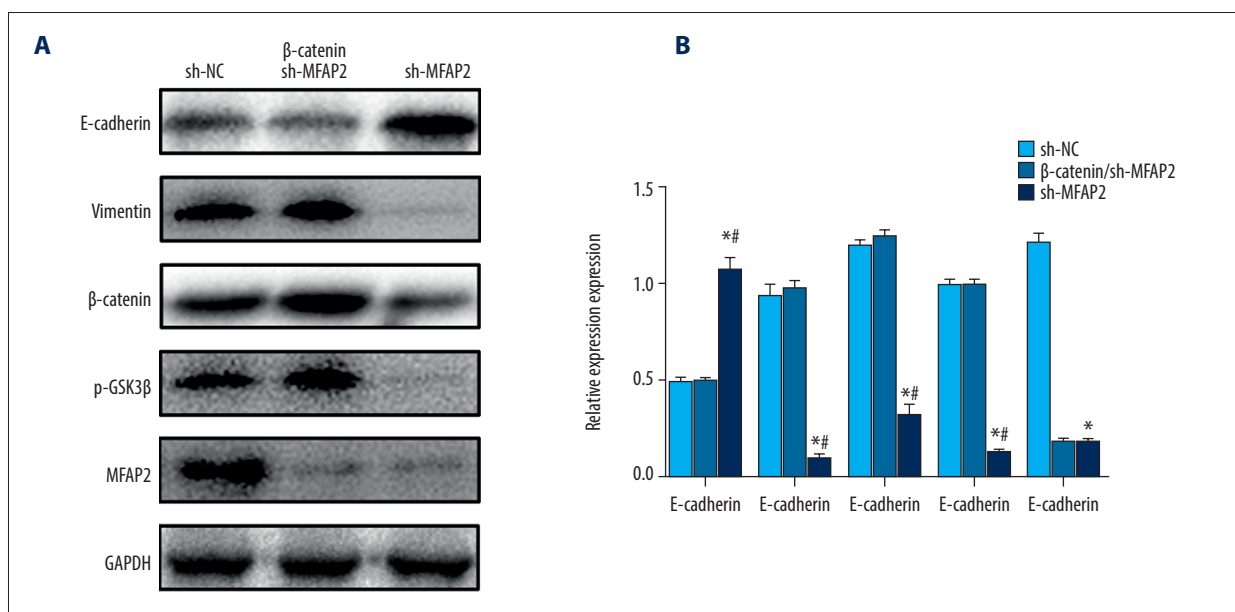 A
sh-NC
β-catenin
sh-MFAP2
sh-MFAP2
E-cadherin
Vimentin
β-catenin
p-GSK3β
MFAP2
GAPDH
B
sh-NC
β-catenin/sh-MFAP2
sh-MFAP2
Relative expression expression
1.5
1.0
0.5
0.0
*#
*#
*#
*#
*
E-cadherin E-cadherin E-cadherin E-cadherin E-cadherin